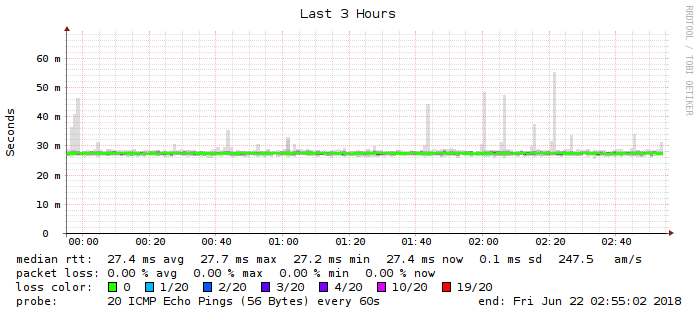 Last 3 Hours
RRDTOOL / TOBI OETIKER
Seconds
60 m
50 m
40 m
30 m
20 m
10 m
0
00:00 00:20 00:40 01:00 01:20 01:40 02:00 02:20 02:40
median rtt: 27.4 ms avg 27.7 ms max 27.2 ms min 27.4 ms now 0.1 ms sd 247.5 am/s
packet loss: 0.00 % avg 0.00 % max 0.00 % min 0.00 % now
loss color: 0 1/20 2/20 3/20 4/20 10/20 19/20
probe: 20 ICMP Echo Pings (56 Bytes) every 60s end: Fri Jun 22 02:55:02 2018